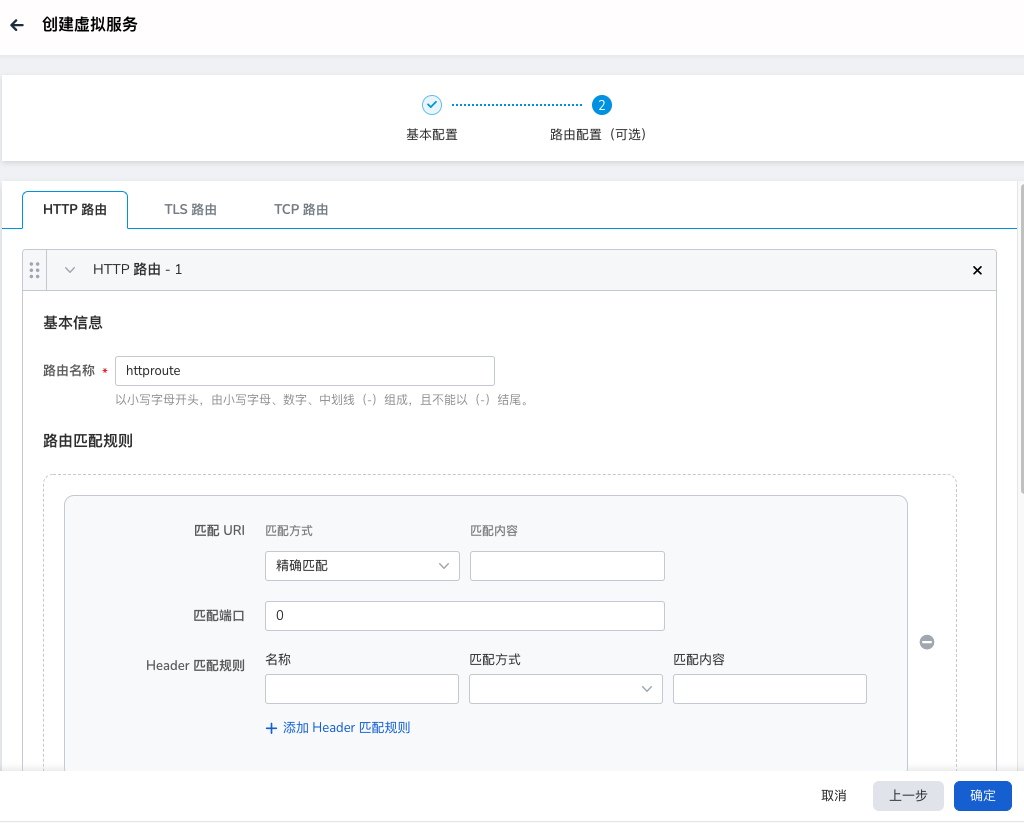 创建虚拟服务
2
基本配置 路由配置（可选）
HTTP 路由 TLS 路由 TCP 路由
HTTP 路由 - 1
基本信息
路由名称 * httproute
以小写字母开头，由小写字母、数字、中划线（-）组成，且不能以（-）结尾。
路由匹配规则
匹配 URI 匹配方式 匹配内容
精确匹配
匹配端口 0
Header 匹配规则 名称 匹配方式 匹配内容
添加 Header 匹配规则
取消 上一步 确定